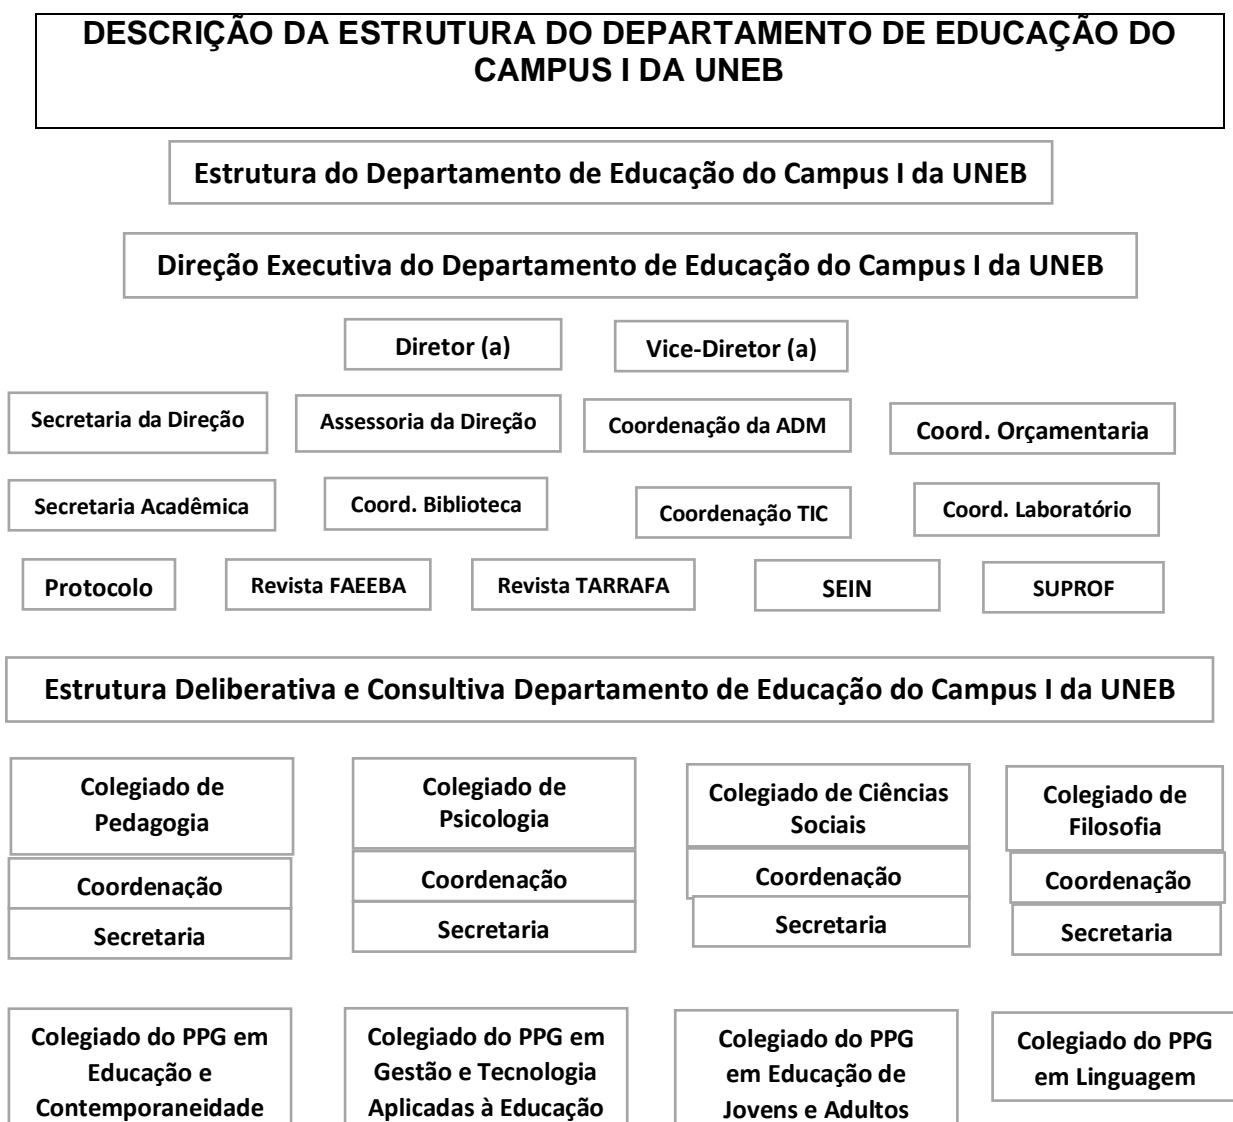 DESCRIÇÃO DA ESTRUTURA DO DEPARTAMENTO DE EDUCAÇÃO DO
CAMPUS I DA UNEB
Estrutura do Departamento de Educação do Campus I da UNEB
Direção Executiva do Departamento de Educação do Campus I da UNEB
Diretor (a)
Vice-Diretor (a)
Secretaria da Direção
Assessoria da Direção
Coordenação da ADM
Coord. Orçamentaria
Secretaria Acadêmica
Coord. Biblioteca
Coordenação TIC
Coord. Laboratório
Protocolo
Revista FAEEBA
Revista TARRAFA
SEIN
SUPROF
Estrutura Deliberativa e Consultiva Departamento de Educação do Campus I da UNEB
Colegiado de
Pedagogia
Coordenação
Secretaria
Colegiado de
Psicologia
Coordenação
Secretaria
Colegiado de Ciências
Sociais
Coordenação
Secretaria
Colegiado de
Filosofia
Coordenação
Secretaria
Colegiado do PPG em
Educação e
Contemporaneidade
Colegiado do PPG em
Gestão e Tecnologia
Aplicadas à Educação
Colegiado do PPG
em Educação de
Jovens e Adultos
Colegiado do PPG
em Linguagem